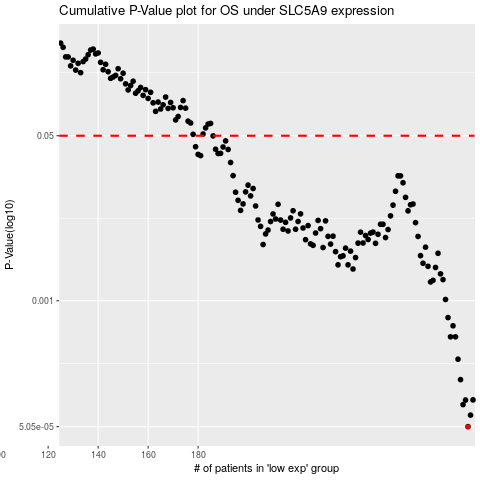 Cumulative P-Value plot for OS under SLC5A9 expression
P-Value(log10)
0.05
0.001
5.05e-05
00 120 140 160 180
# of patients in 'low exp' group